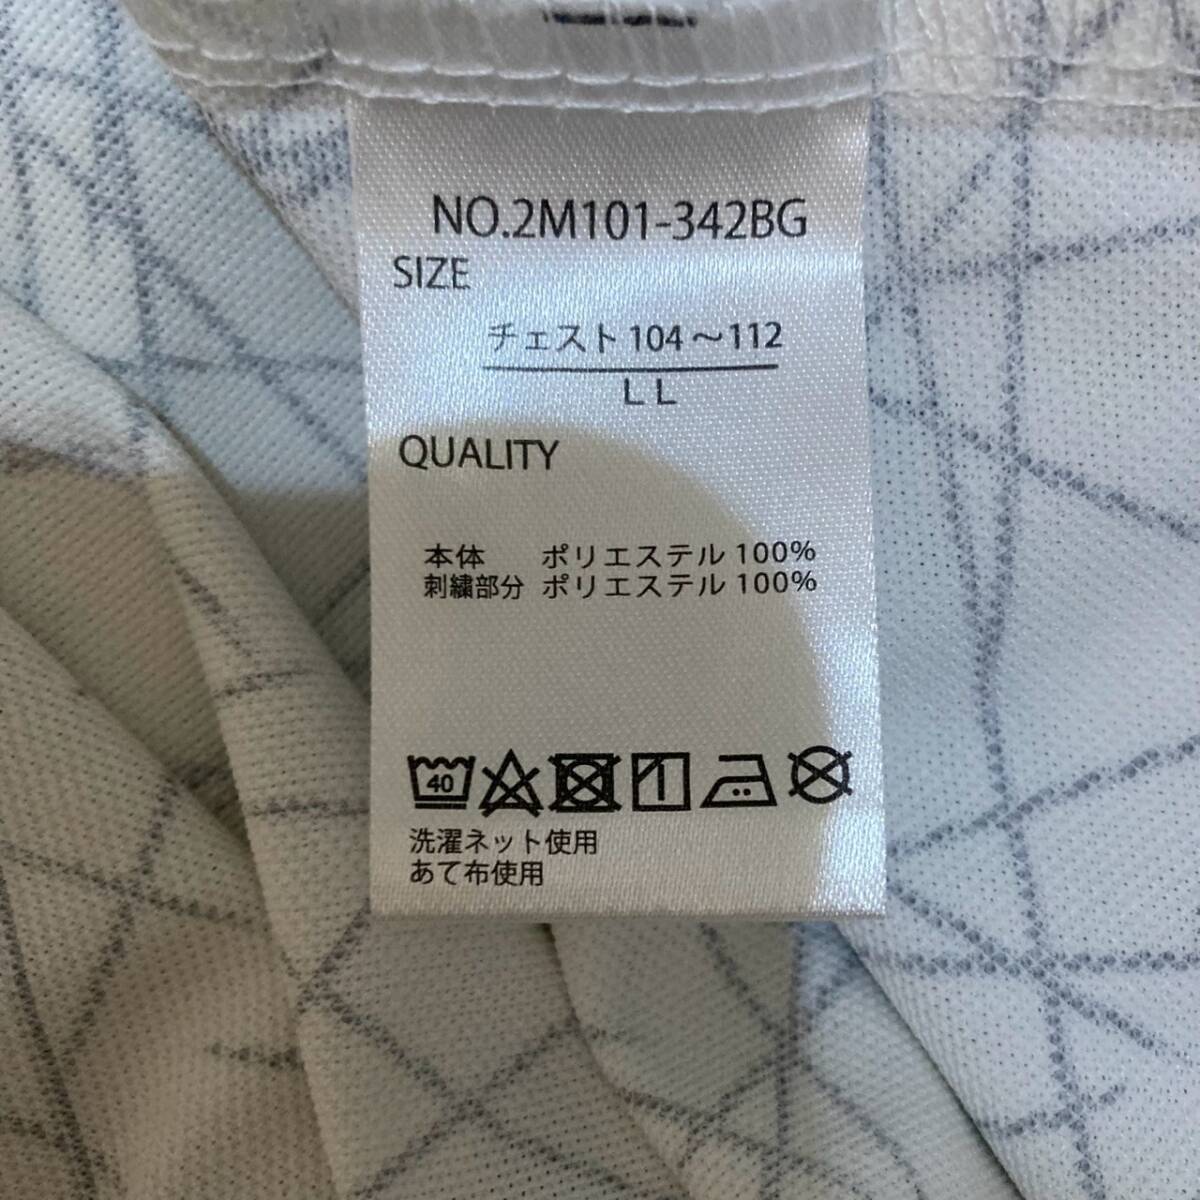 NO.2M101-342BG
SIZE
チェスト 104～112
LL
QUALITY
本体 ポリエステル 100%
刺繍部分 ポリエステル 100%
40
洗濯ネット使用
あて布使用